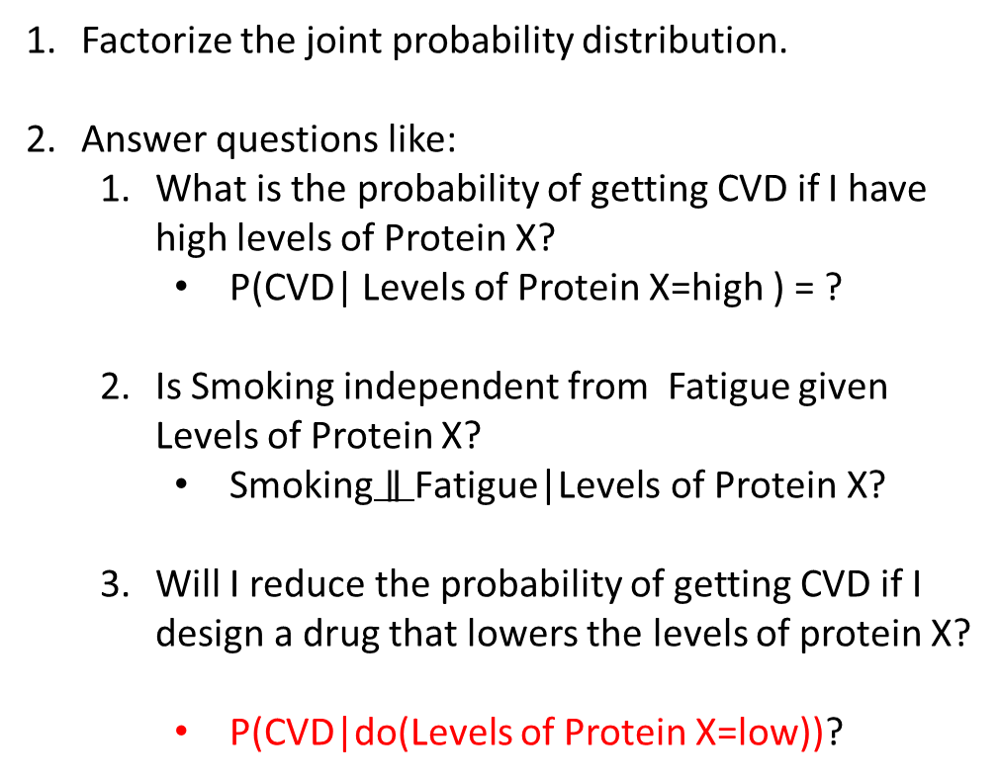 1. Factorize the joint probability distribution.
2. Answer questions like:
1. What is the probability of getting CVD if I have
high levels of Protein X?
• P(CVD| Levels of Protein X=high ) = ?
2. Is Smoking independent from Fatigue given
Levels of Protein X?
• Smoking ⫫ Fatigue|Levels of Protein X?
3. Will I reduce the probability of getting CVD if I
design a drug that lowers the levels of protein X?
• P(CVD|do(Levels of Protein X=low))?